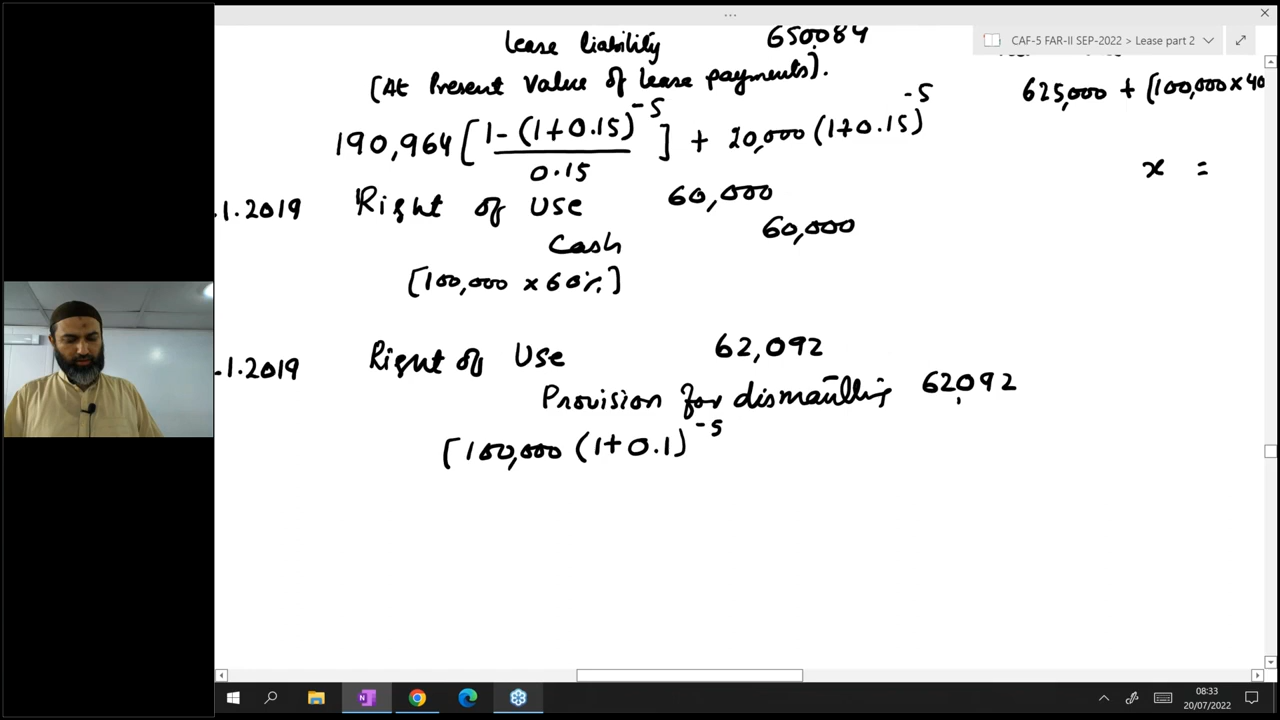 CAF-5 FAR-II SEP-2022 > Lease part 2
Lease liability 650084
(At Present Value of Lease payments).
625,000 + [100,000 x 40
190,964 [ 1 - (1+0.15)^-5 / 0.15 ] + 20,000 (1+0.15)^-5
x =
.1.2019 Right of Use 60,000
Cash 60,000
[100,000 x 60%]
.1.2019 Right of Use 62,092
Provision for dismantling 62,092
[100,000 (1+0.1)^-5
08:33
20/07/2022